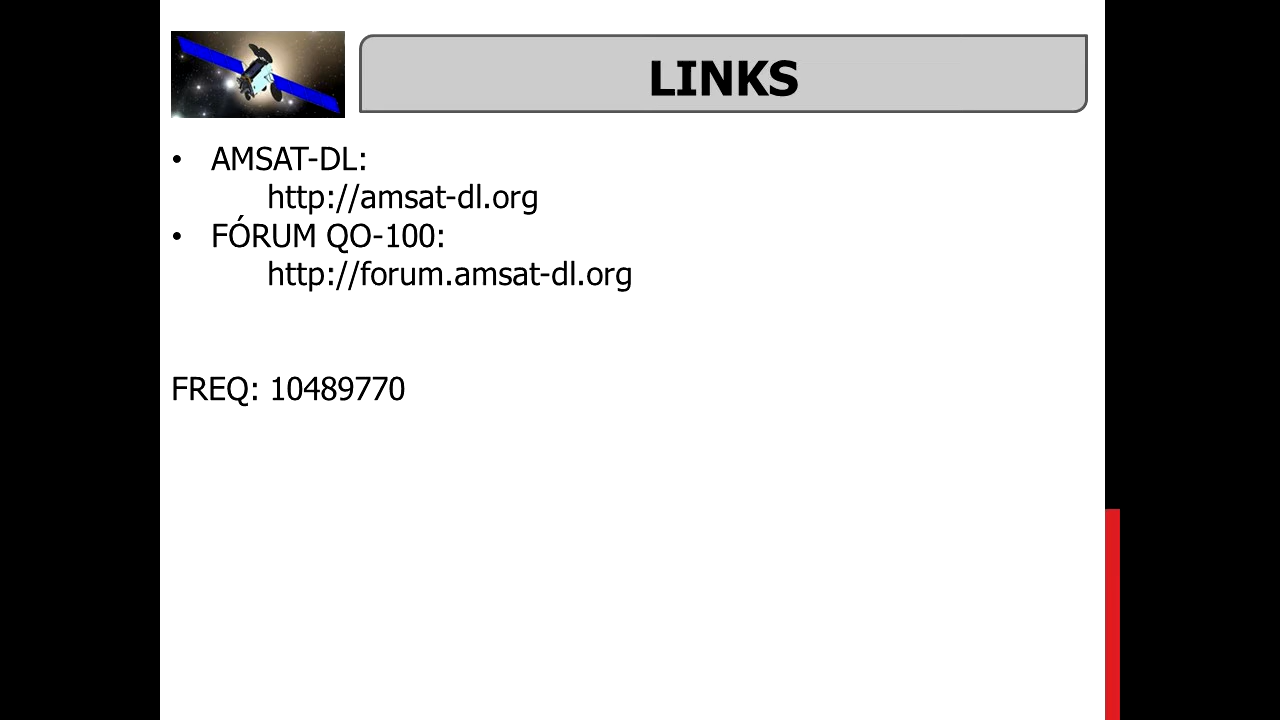 LINKS
• AMSAT-DL:
http://amsat-dl.org
• FÓRUM QO-100:
http://forum.amsat-dl.org
FREQ: 10489770